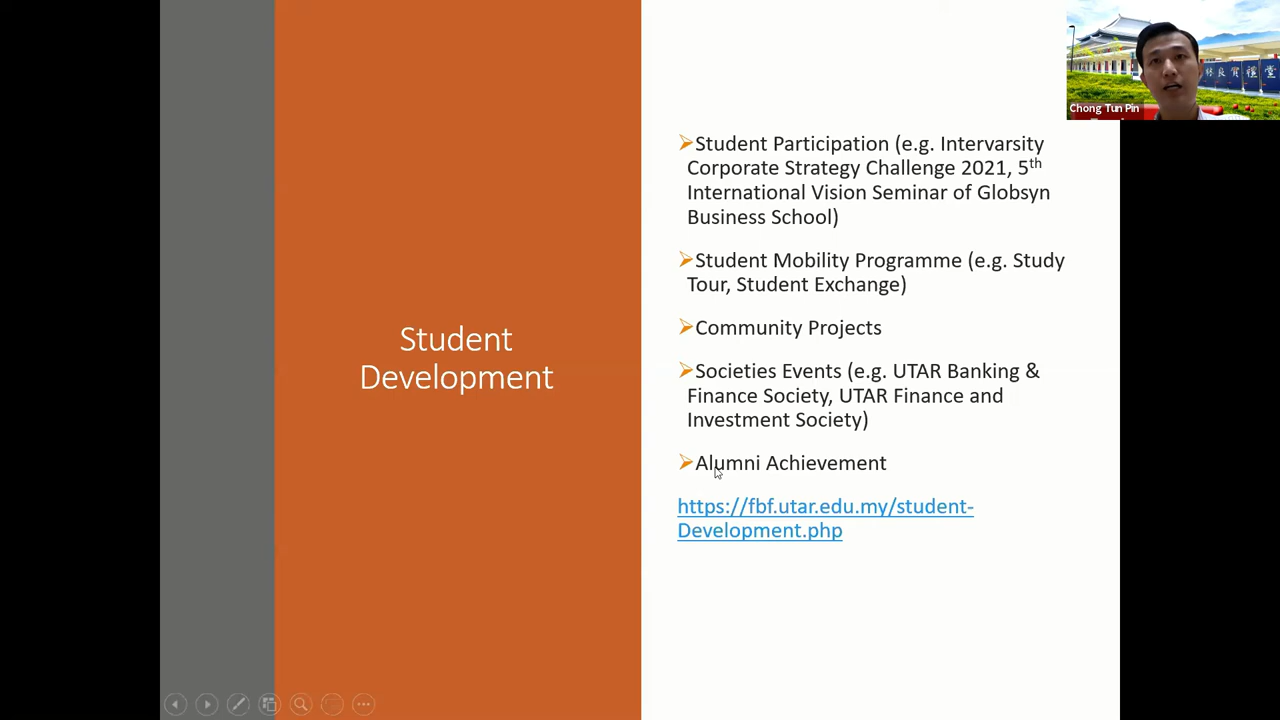 Student
Development
➢Student Participation (e.g. Intervarsity
Corporate Strategy Challenge 2021, 5th
International Vision Seminar of Globsyn
Business School)
➢Student Mobility Programme (e.g. Study
Tour, Student Exchange)
➢Community Projects
➢Societies Events (e.g. UTAR Banking &
Finance Society, UTAR Finance and
Investment Society)
➢Alumni Achievement
https://fbf.utar.edu.my/student-
Development.php
Chong Tun Pin